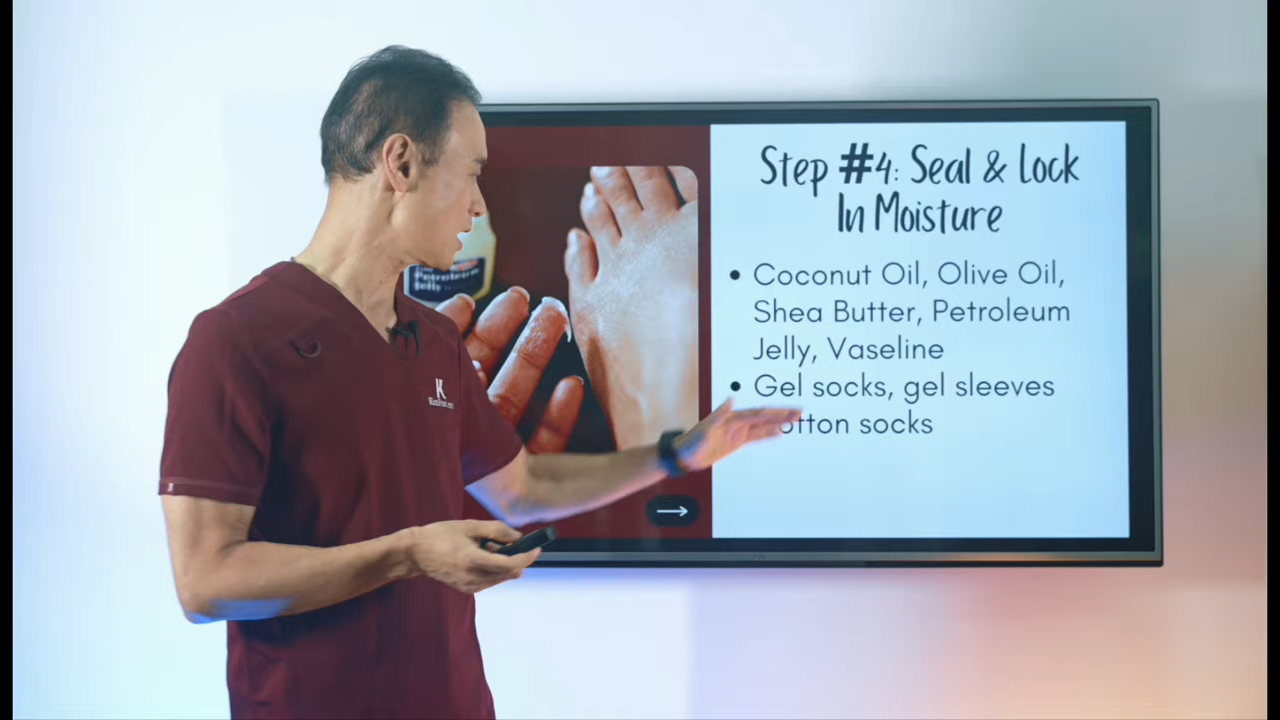 Step #4: Seal & Lock
In Moisture
• Coconut Oil, Olive Oil,
Shea Butter, Petroleum
Jelly, Vaseline
• Gel socks, gel sleeves
otton socks
Petroleum
Jelly
K